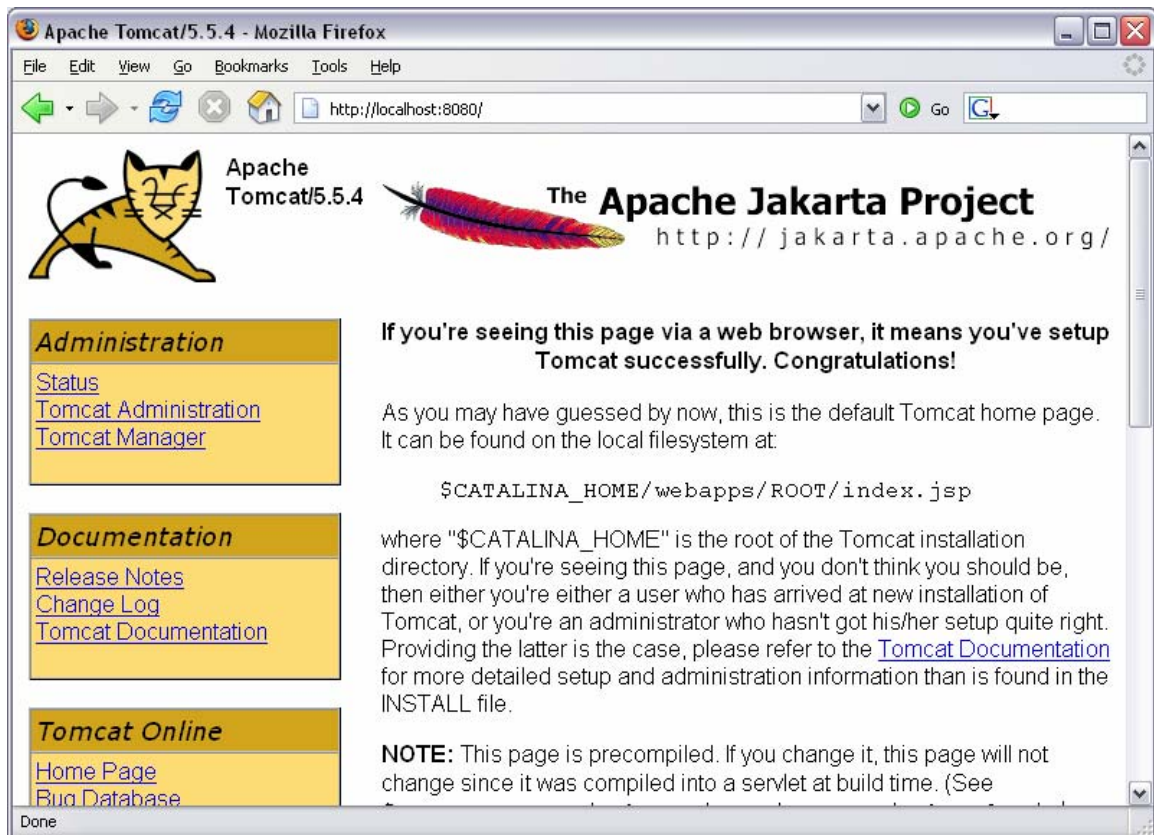 Apache Tomcat/5.5.4 - Mozilla Firefox
File Edit View Go Bookmarks Tools Help
http://localhost:8080/ Go G
Apache
Tomcat/5.5.4
The Apache Jakarta Project
http://jakarta.apache.org/
Administration
Status
Tomcat Administration
Tomcat Manager
Documentation
Release Notes
Change Log
Tomcat Documentation
Tomcat Online
Home Page
Bug Database
If you're seeing this page via a web browser, it means you've setup
Tomcat successfully. Congratulations!
As you may have guessed by now, this is the default Tomcat home page.
It can be found on the local filesystem at:
$CATALINA_HOME/webapps/ROOT/index.jsp
where "$CATALINA_HOME" is the root of the Tomcat installation
directory. If you're seeing this page, and you don't think you should be,
then either you're either a user who has arrived at new installation of
Tomcat, or you're an administrator who hasn't got his/her setup quite right.
Providing the latter is the case, please refer to the Tomcat Documentation
for more detailed setup and administration information than is found in the
INSTALL file.
NOTE: This page is precompiled. If you change it, this page will not
change since it was compiled into a servlet at build time. (See
Done